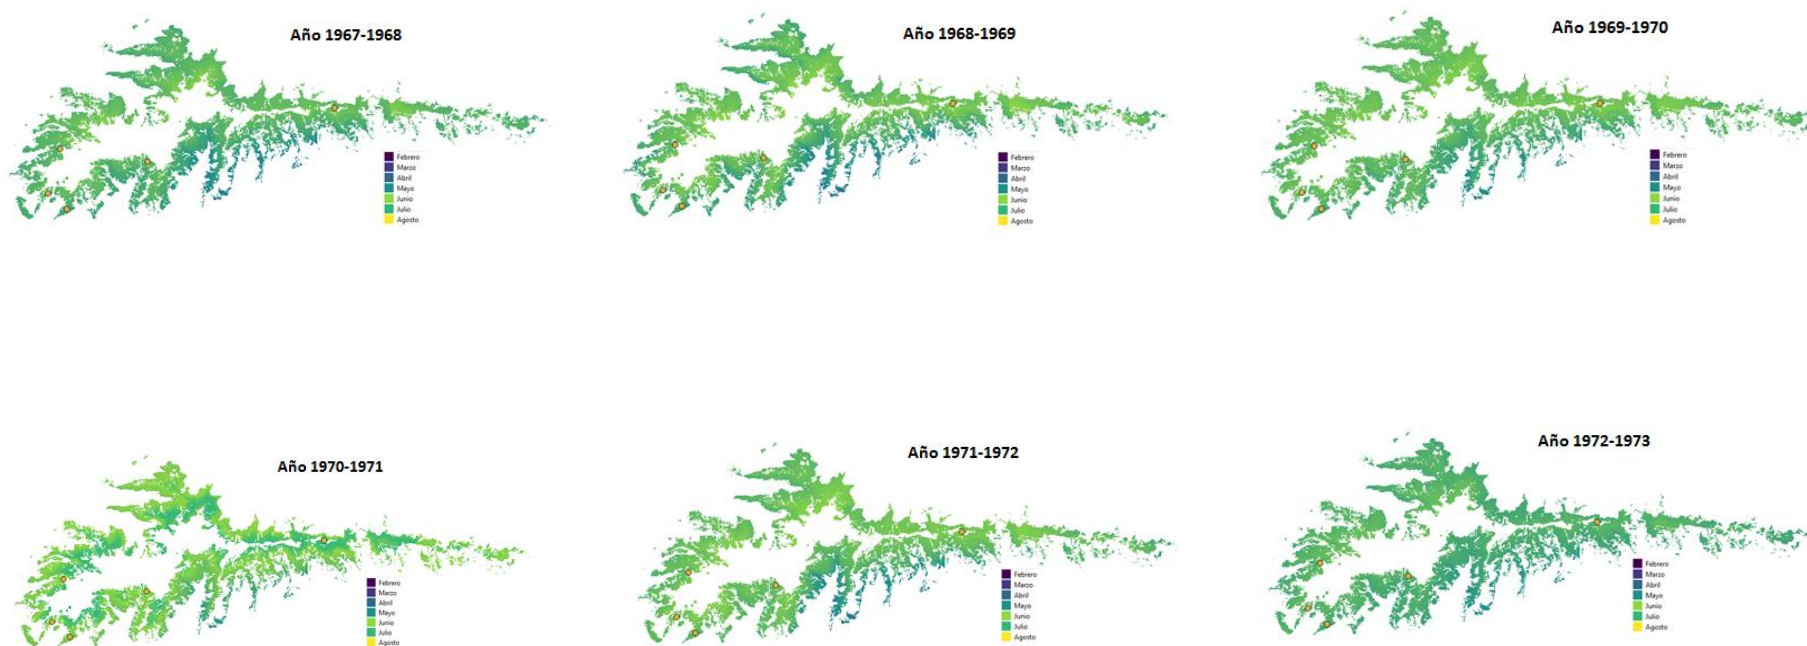 Año 1967-1968
Febrero
Marzo
Abril
Mayo
Junio
Julio
Agosto
Año 1968-1969
Febrero
Marzo
Abril
Mayo
Junio
Julio
Agosto
Año 1969-1970
Febrero
Marzo
Abril
Mayo
Junio
Julio
Agosto
Año 1970-1971
Febrero
Marzo
Abril
Mayo
Junio
Julio
Agosto
Año 1971-1972
Febrero
Marzo
Abril
Mayo
Junio
Julio
Agosto
Año 1972-1973
Febrero
Marzo
Abril
Mayo
Junio
Julio
Agosto